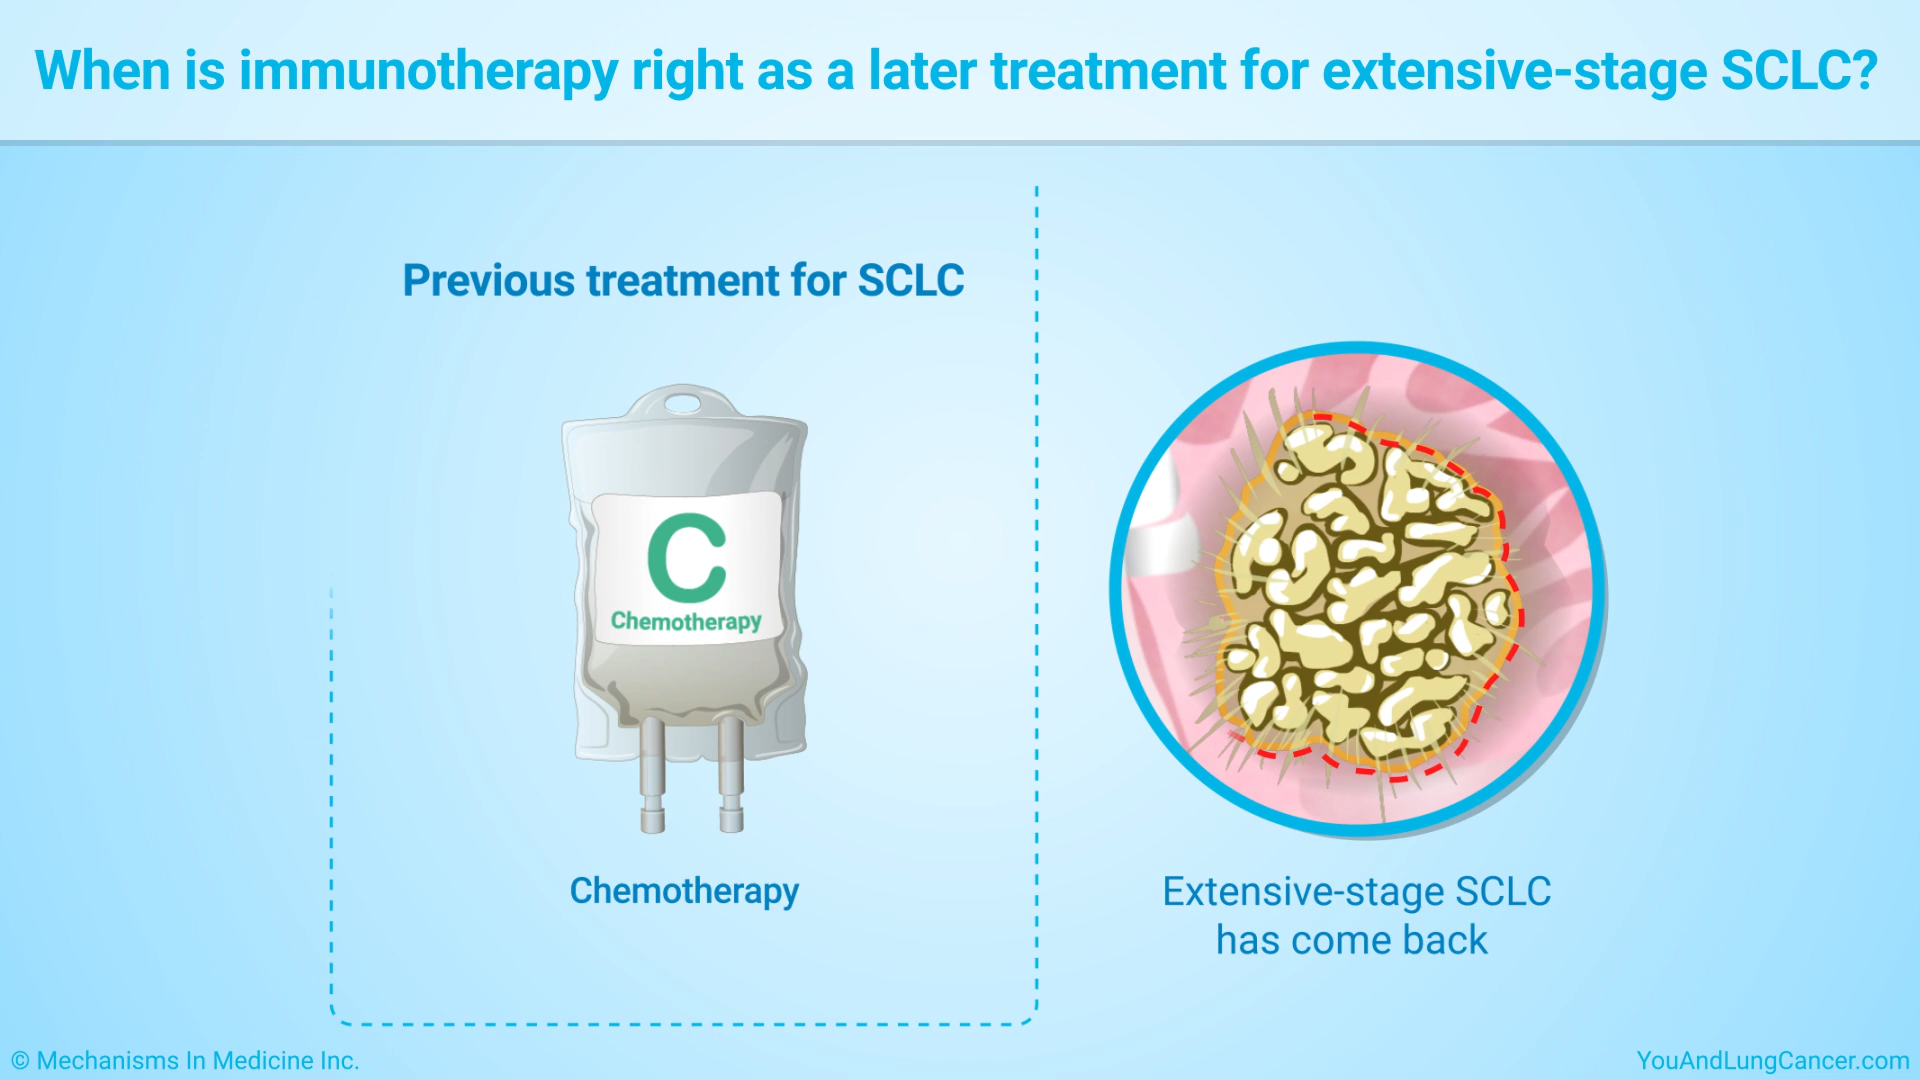 When is immunotherapy right as a later treatment for extensive-stage SCLC?
Previous treatment for SCLC
C
Chemotherapy
Chemotherapy
Extensive-stage SCLC
has come back
© Mechanisms In Medicine Inc.
YouAndLungCancer.com